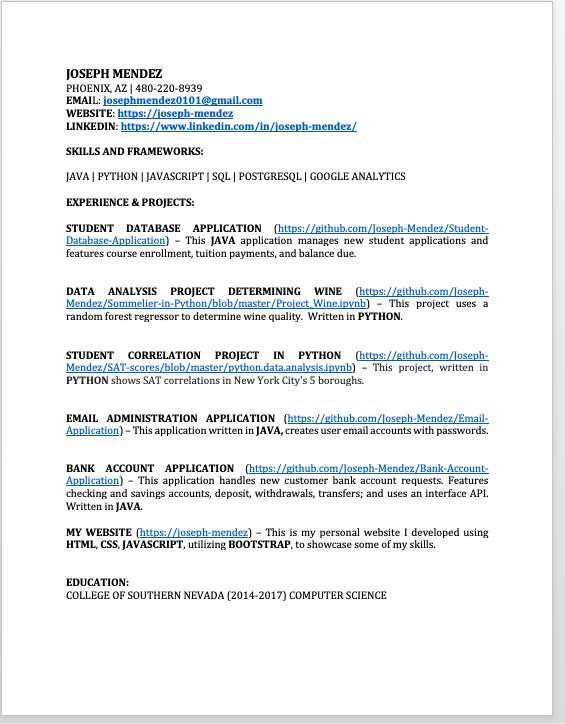 JOSEPH MENDEZ
PHOENIX, AZ | 480-220-8939
EMAIL: josephmendez0101@gmail.com
WEBSITE: https://joseph-mendez
LINKEDIN: https://www.linkedin.com/in/joseph-mendez/
SKILLS AND FRAMEWORKS:
JAVA | PYTHON | JAVASCRIPT | SQL | POSTGRESQL | GOOGLE ANALYTICS
EXPERIENCE & PROJECTS:
STUDENT DATABASE APPLICATION (https://github.com/Joseph-Mendez/Student-
Database-Application) – This JAVA application manages new student applications and
features course enrollment, tuition payments, and balance due.
DATA ANALYSIS PROJECT DETERMINING WINE (https://github.com/Joseph-
Mendez/Sommelier-in-Python/blob/master/Project_Wine.ipynb) – This project uses a
random forest regressor to determine wine quality. Written in PYTHON.
STUDENT CORRELATION PROJECT IN PYTHON (https://github.com/Joseph-
Mendez/SAT-scores/blob/master/python.data.analysis.ipynb) – This project, written in
PYTHON shows SAT correlations in New York City's 5 boroughs.
EMAIL ADMINISTRATION APPLICATION (https://github.com/Joseph-Mendez/Email-
Application) – This application written in JAVA, creates user email accounts with passwords.
BANK ACCOUNT APPLICATION (https://github.com/Joseph-Mendez/Bank-Account-
Application) – This application handles new customer bank account requests. Features
checking and savings accounts, deposit, withdrawals, transfers; and uses an interface API.
Written in JAVA.
MY WEBSITE (https://joseph-mendez) – This is my personal website I developed using
HTML, CSS, JAVASCRIPT, utilizing BOOTSTRAP, to showcase some of my skills.
EDUCATION:
COLLEGE OF SOUTHERN NEVADA (2014-2017) COMPUTER SCIENCE